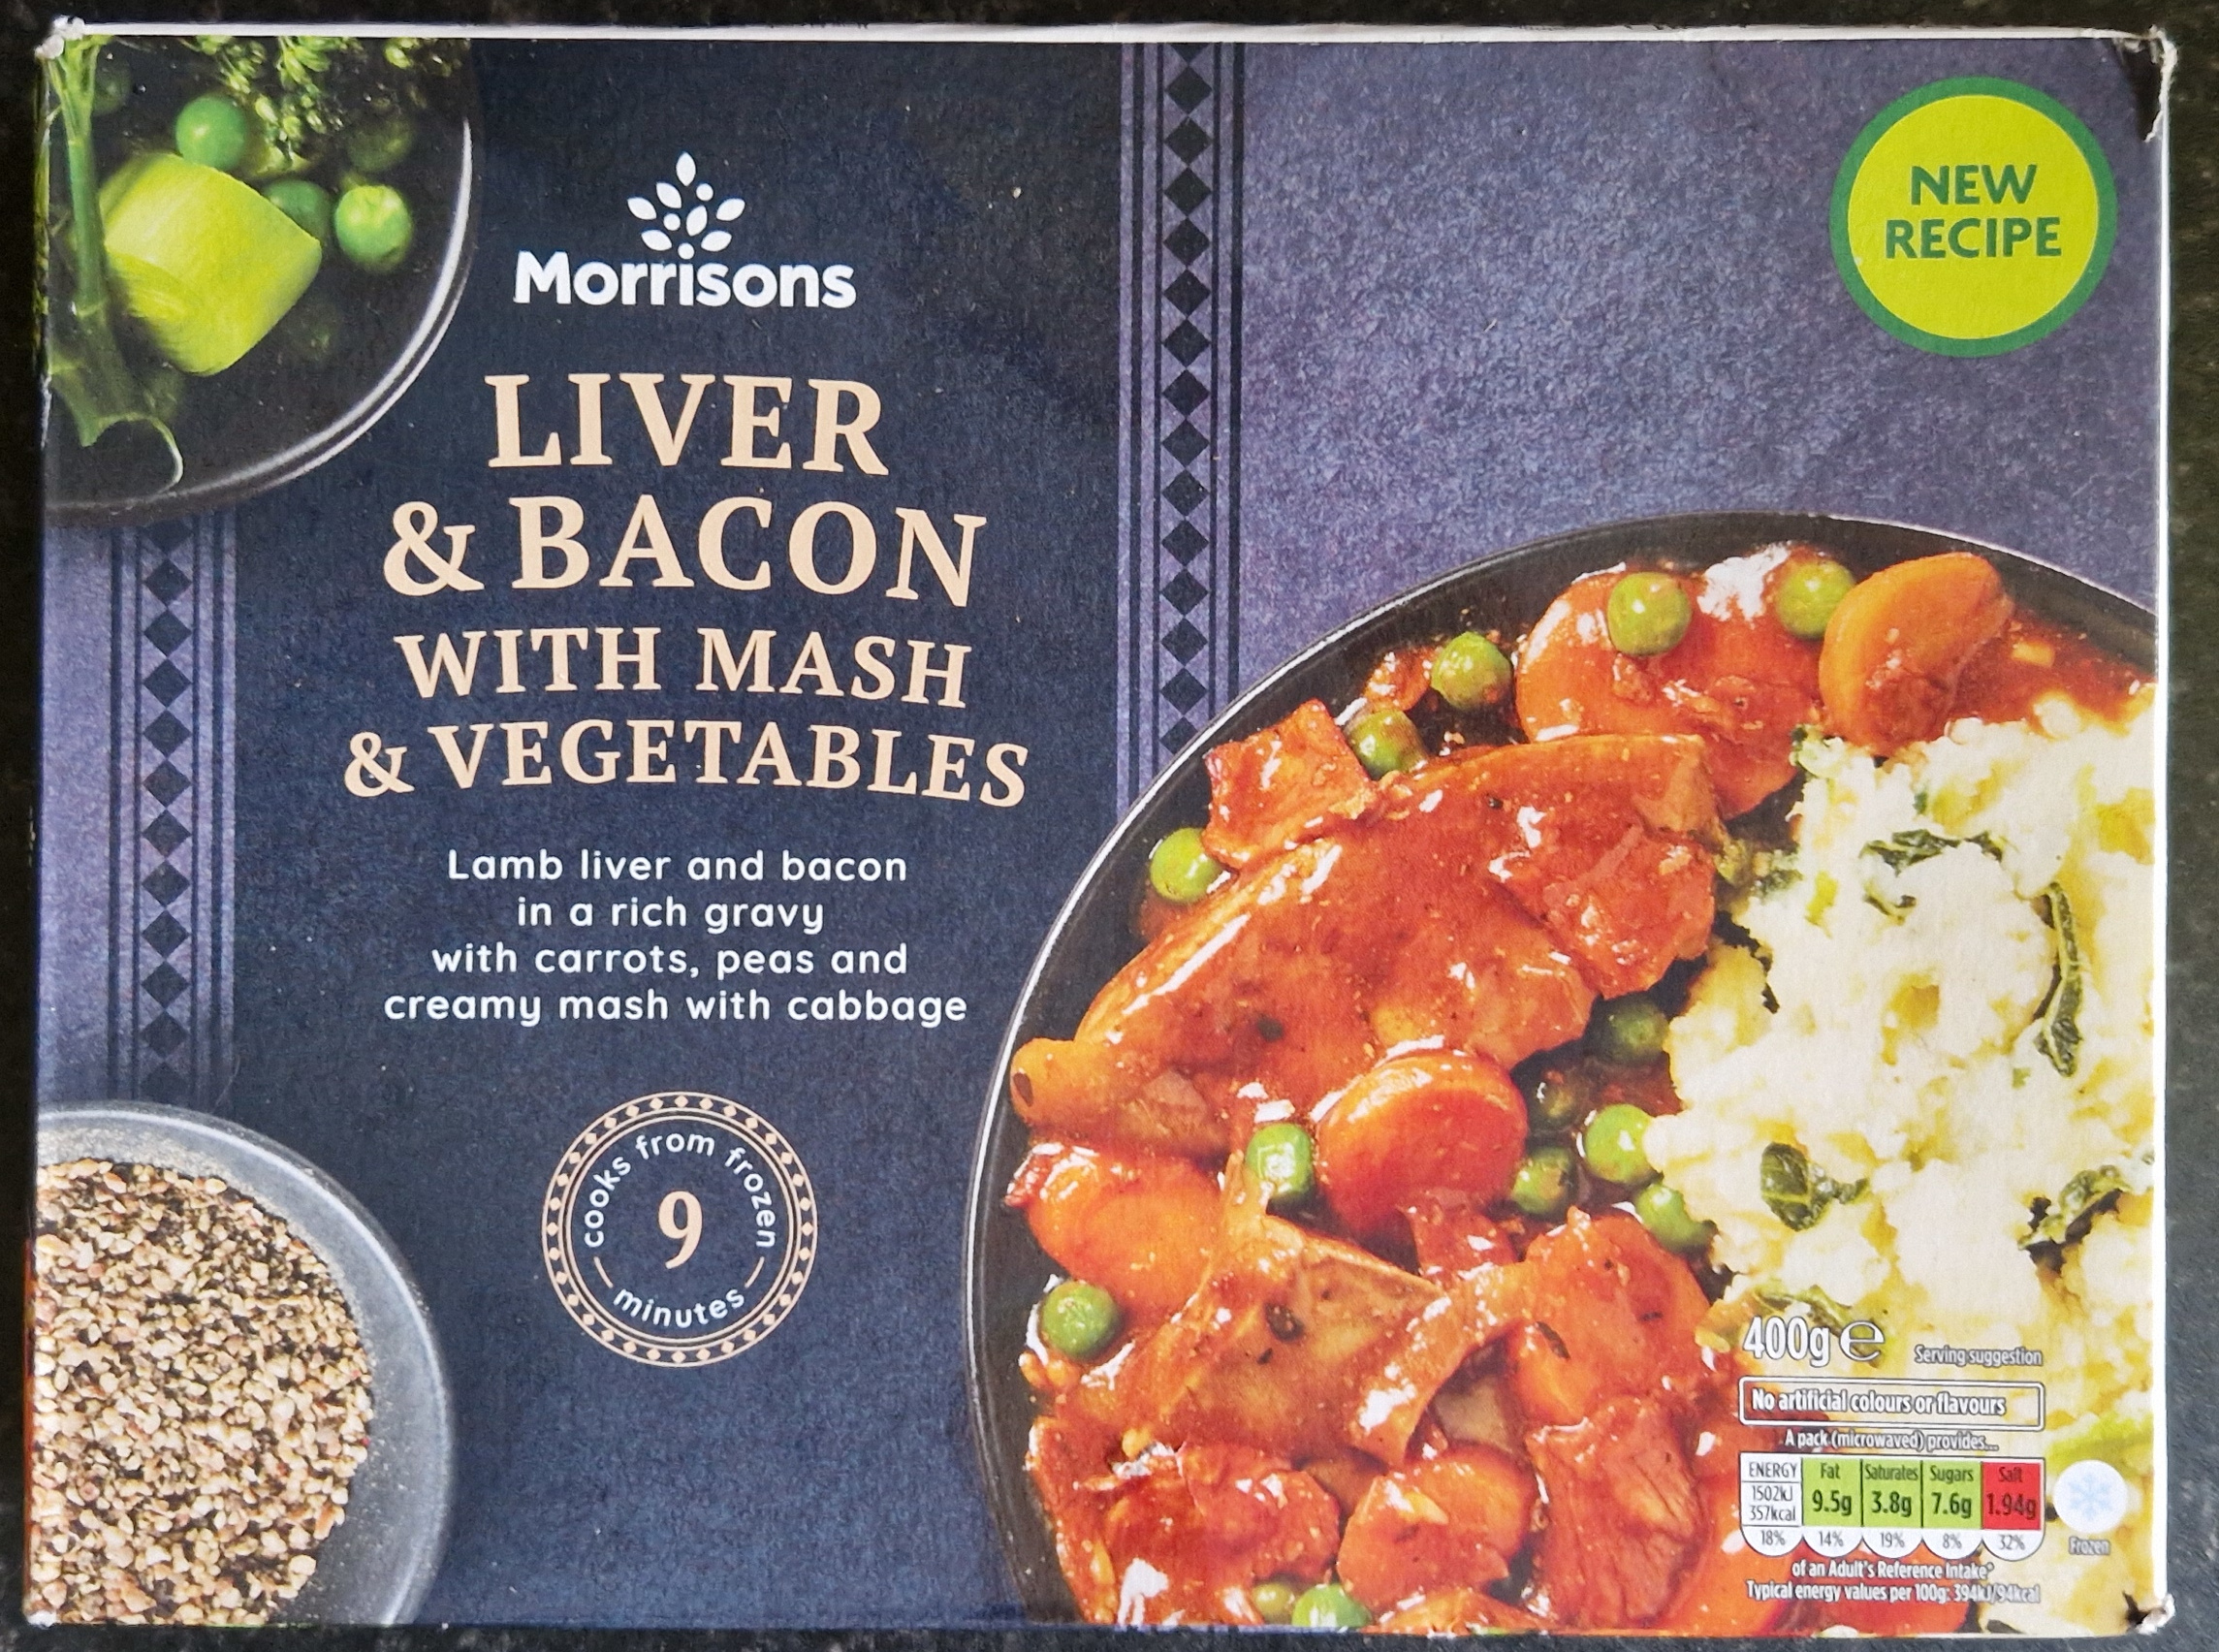 Morrisons
LIVER
& BACON
WITH MASH
& VEGETABLES
Lamb liver and bacon
in a rich gravy
with carrots, peas and
creamy mash with cabbage
cooks from frozen
9
minutes
NEW
RECIPE
400g ℮ Serving suggestion
No artificial colours or flavours
A pack (microwaved) provides...
ENERGY Fat Saturates Sugars Salt
1502kJ
357kcal 9.5g 3.8g 7.6g 1.94g
18% 14% 19% 8% 32%
Frozen
of an Adult's Reference Intake*
Typical energy values per 100g: 394kJ/94kcal